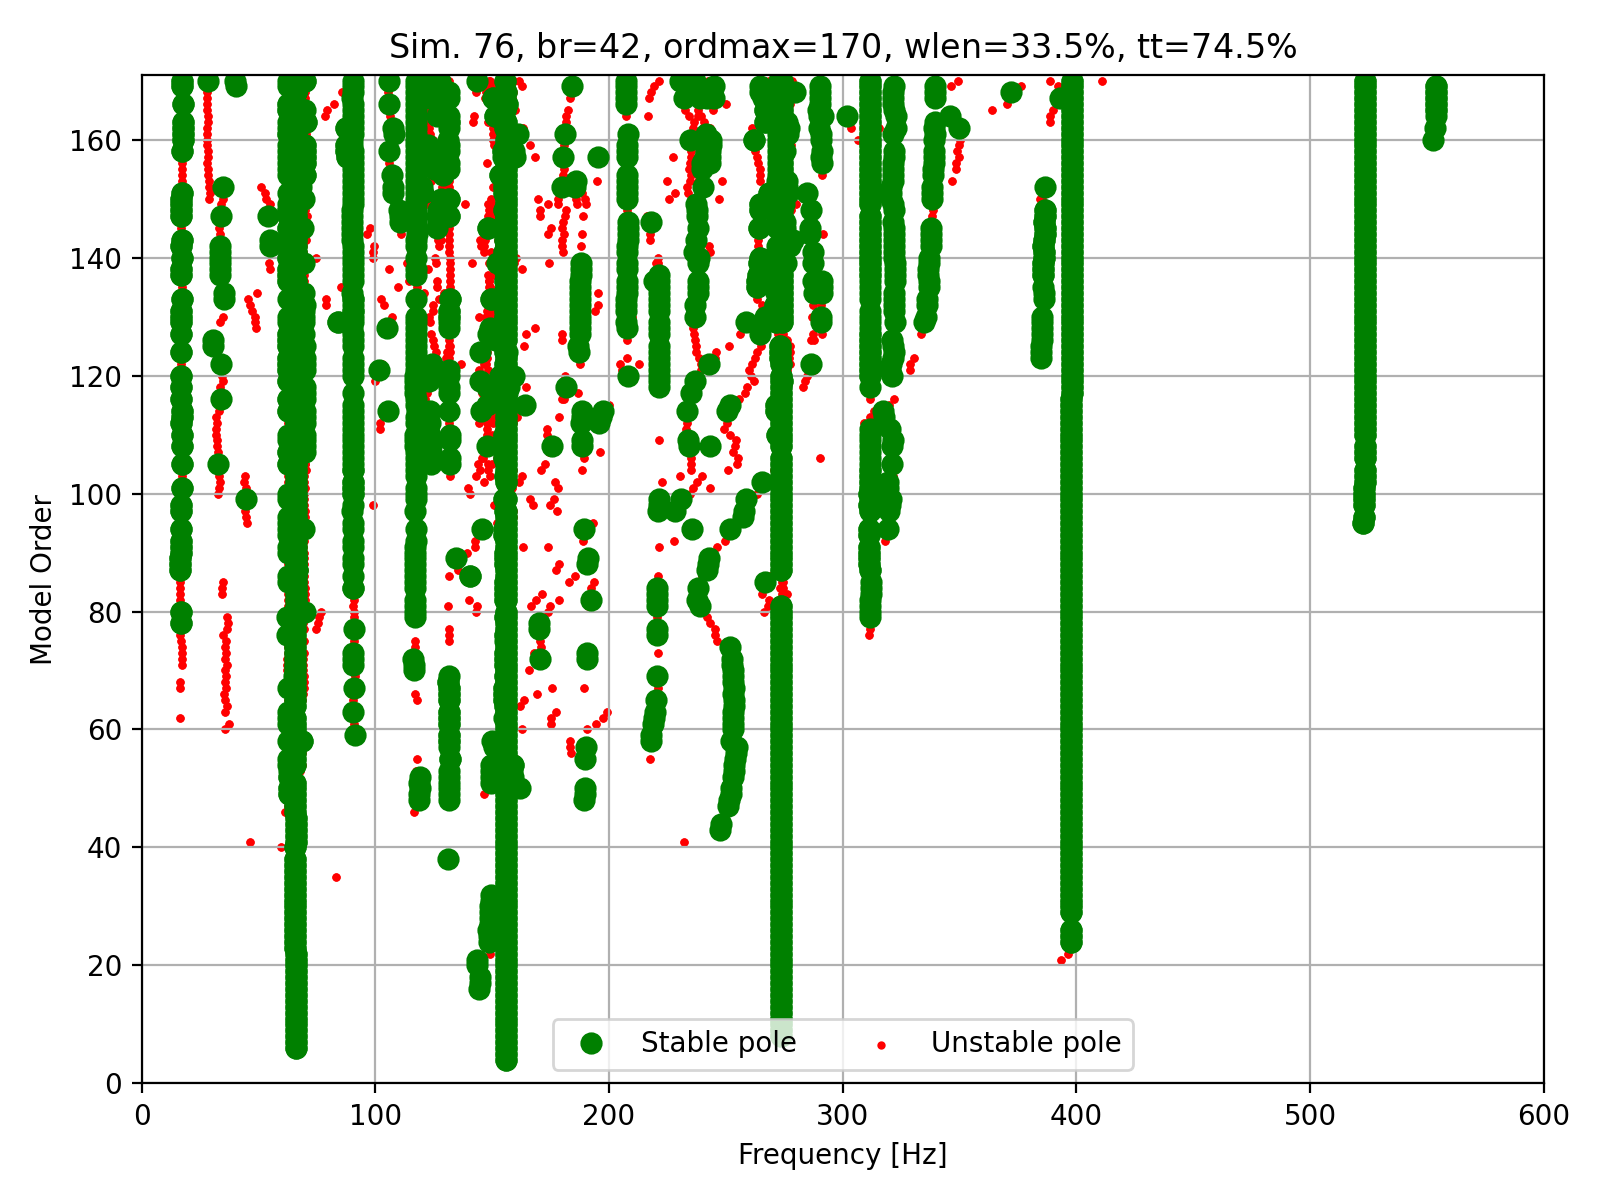 Sim. 76, br=42, ordmax=170, wlen=33.5%, tt=74.5%
160
140
120
100
80
60
40
20
0
Model Order
Stable pole Unstable pole
0 100 200 300 400 500 600
Frequency [Hz]